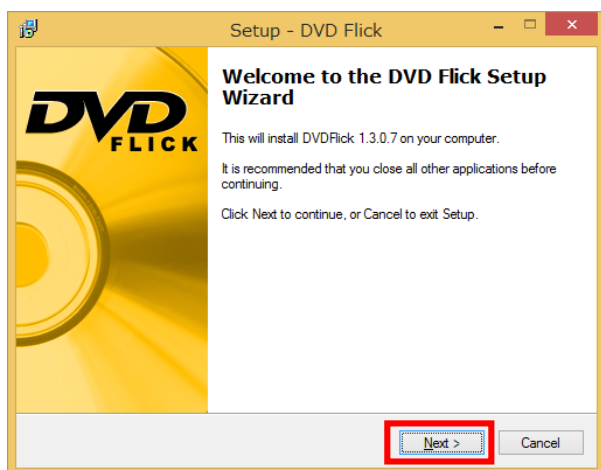 Setup - DVD Flick
DVD
FLICK
Welcome to the DVD Flick Setup
Wizard
This will install DVDFlick 1.3.0.7 on your computer.
It is recommended that you close all other applications before
continuing.
Click Next to continue, or Cancel to exit Setup.
Next >
Cancel